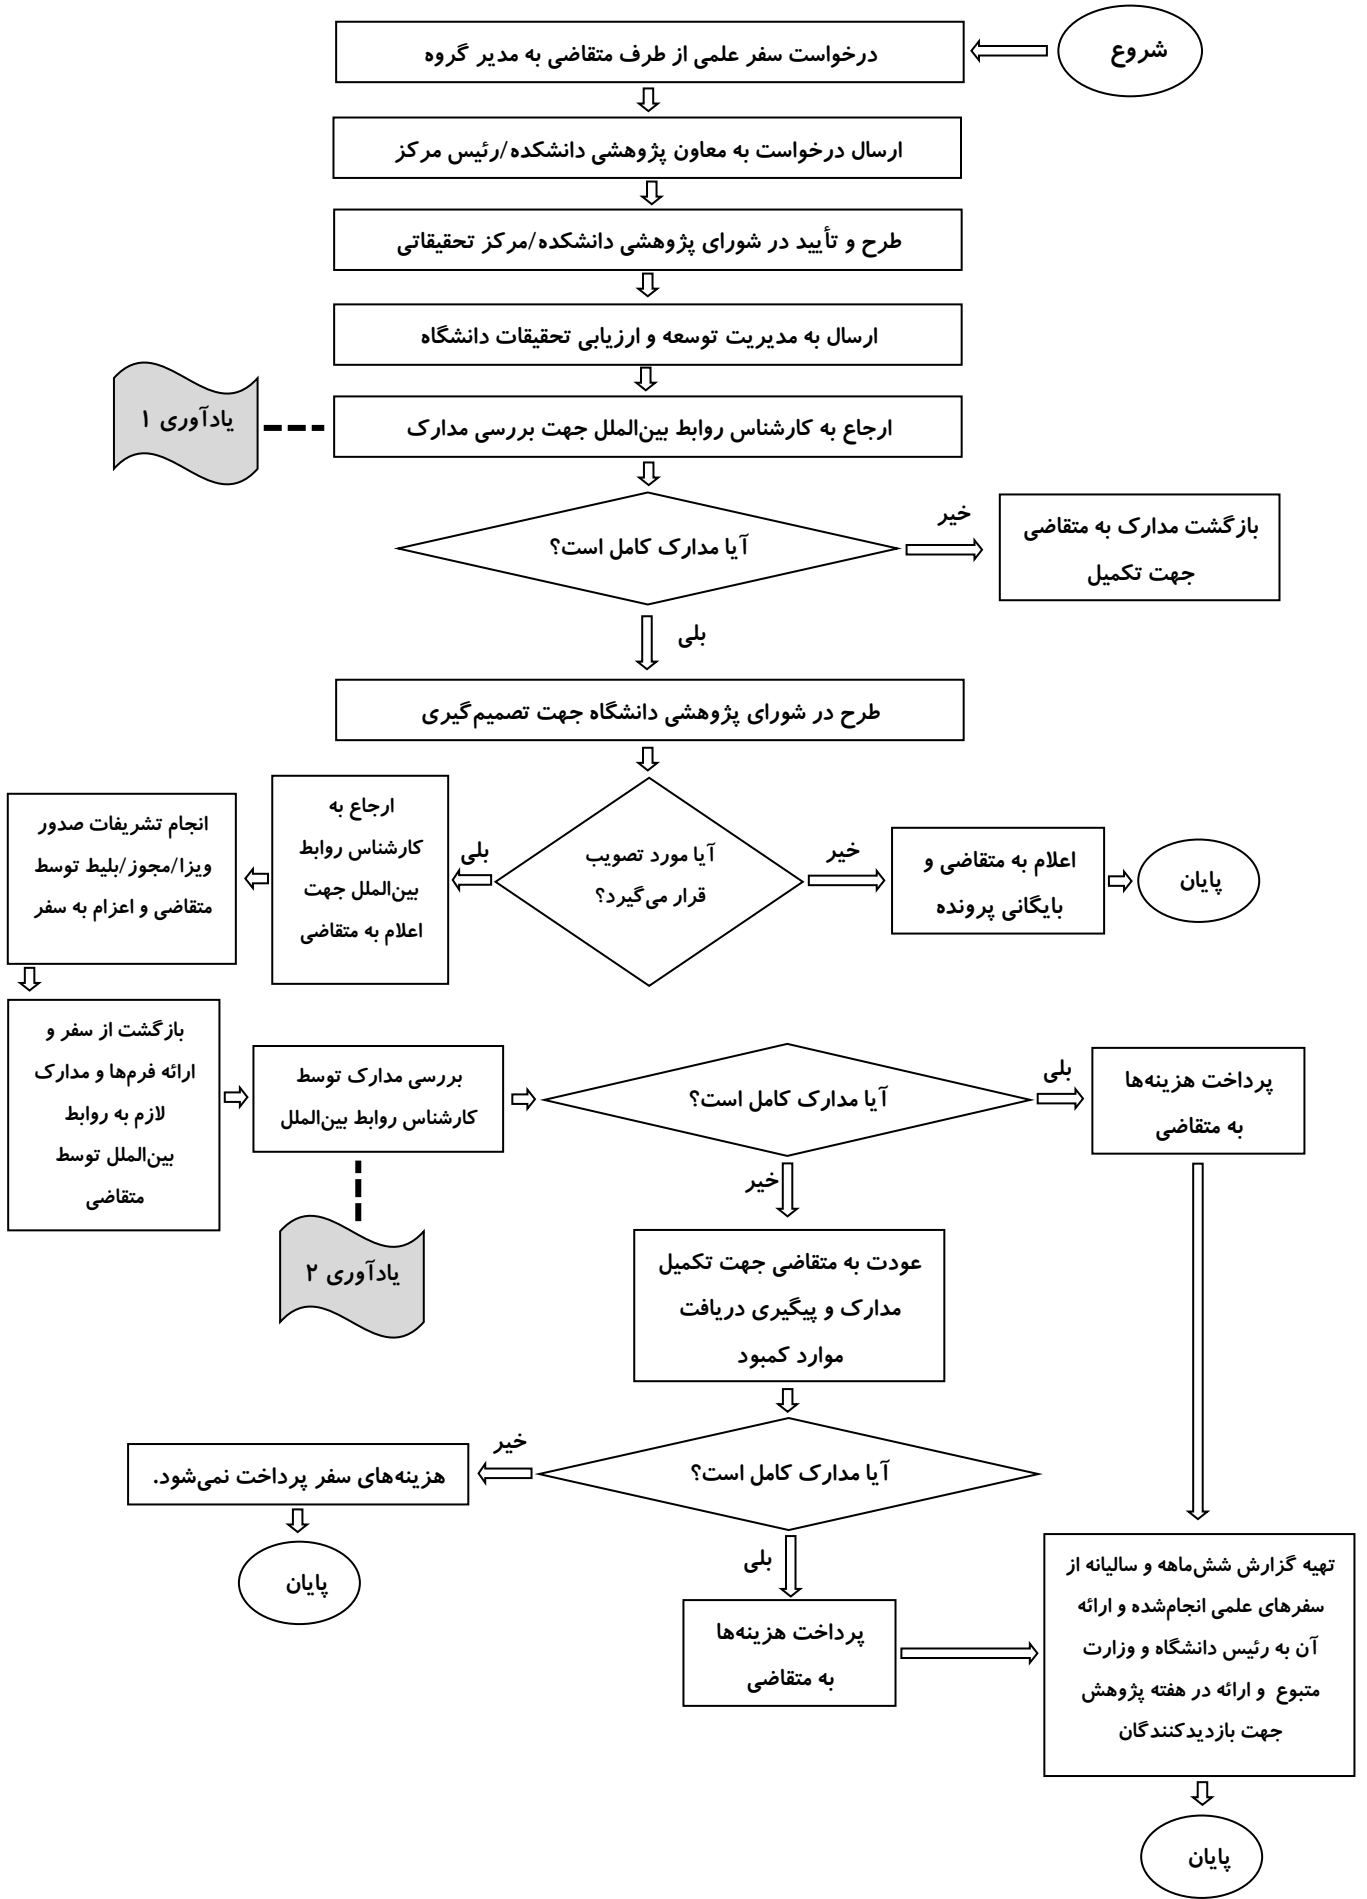 شروع
درخواست سفر علمی از طرف متقاضی به مدیر گروه
ارسال درخواست به معاون پژوهشی دانشکده/رئیس مرکز
طرح و تأیید در شورای پژوهشی دانشکده/مرکز تحقیقاتی
ارسال به مدیریت توسعه و ارزیابی تحقیقات دانشگاه
ارجاع به کارشناس روابط بین‌الملل جهت بررسی مدارک
یادآوری ۱
آیا مدارک کامل است؟
خیر
بازگشت مدارک به متقاضی
جهت تکمیل
بلی
طرح در شورای پژوهشی دانشگاه جهت تصمیم‌گیری
آیا مورد تصویب
قرار می‌گیرد؟
خیر
اعلام به متقاضی و
بایگانی پرونده
پایان
بلی
ارجاع به
کارشناس روابط
بین‌الملل جهت
اعلام به متقاضی
انجام تشریفات صدور
ویزا/مجوز/بلیط توسط
متقاضی و اعزام به سفر
بازگشت از سفر و
ارائه فرم‌ها و مدارک
لازم به روابط
بین‌الملل توسط
متقاضی
بررسی مدارک توسط
کارشناس روابط بین‌الملل
یادآوری ۲
آیا مدارک کامل است؟
بلی
پرداخت هزینه‌ها
به متقاضی
خیر
عودت به متقاضی جهت تکمیل
مدارک و پیگیری دریافت
موارد کمبود
آیا مدارک کامل است؟
خیر
هزینه‌های سفر پرداخت نمی‌شود.
پایان
بلی
پرداخت هزینه‌ها
به متقاضی
تهیه گزارش شش‌ماهه و سالیانه از
سفرهای علمی انجام‌شده و ارائه
آن به رئیس دانشگاه و وزارت
متبوع و ارائه در هفته پژوهش
جهت بازدیدکنندگان
پایان